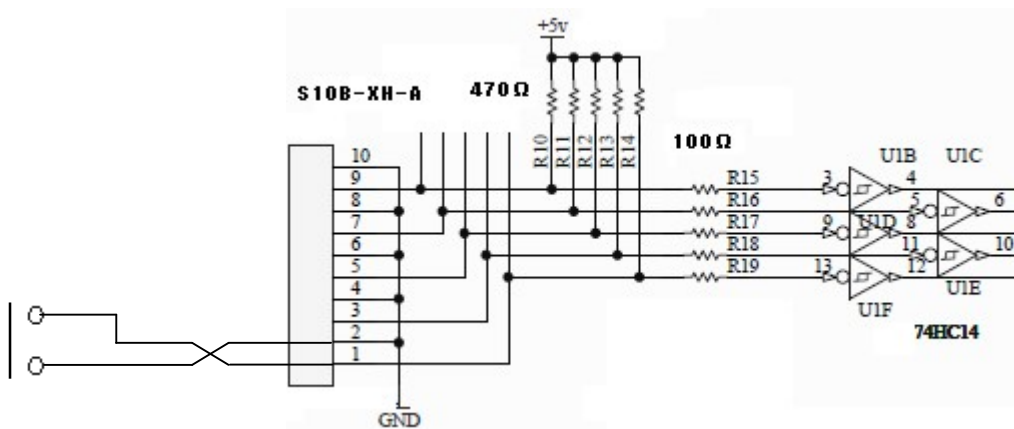 +5v
S10B-XH-A
470Ω
R10
R11
R12
R13
R14
100Ω
10
9
8
7
6
5
4
3
2
1
R15
R16
R17
R18
R19
U1B
U1C
3
4
5
6
9
U1D
8
11
10
13
12
U1E
U1F
74HC14
GND